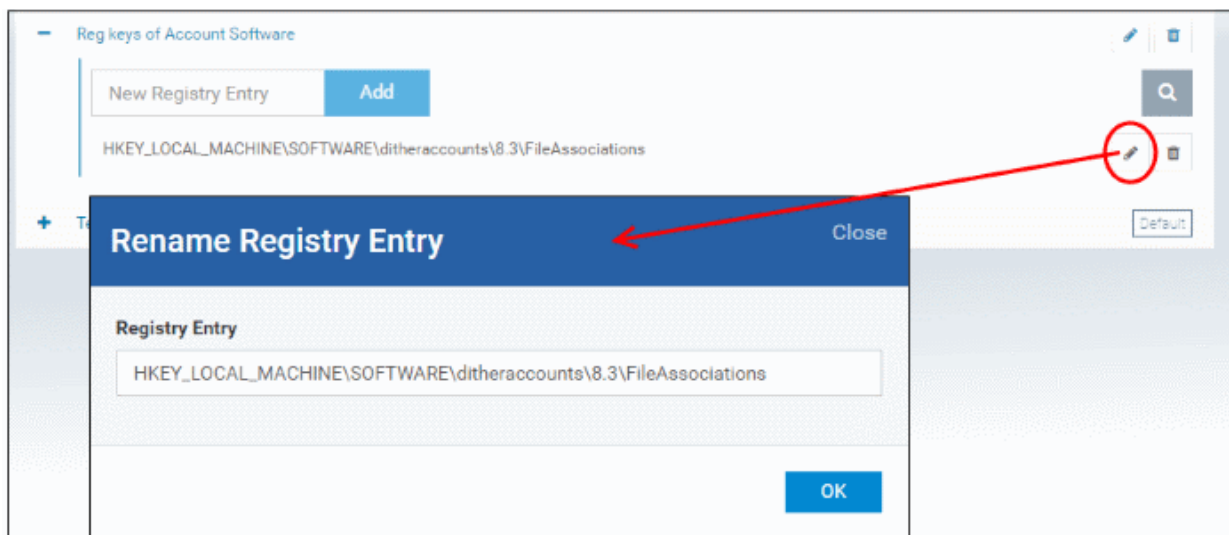 Reg keys of Account Software
New Registry Entry Add
HKEY_LOCAL_MACHINE\SOFTWARE\ditheraccounts\8.3\FileAssociations
Default
Rename Registry Entry Close
Registry Entry
HKEY_LOCAL_MACHINE\SOFTWARE\ditheraccounts\8.3\FileAssociations
OK